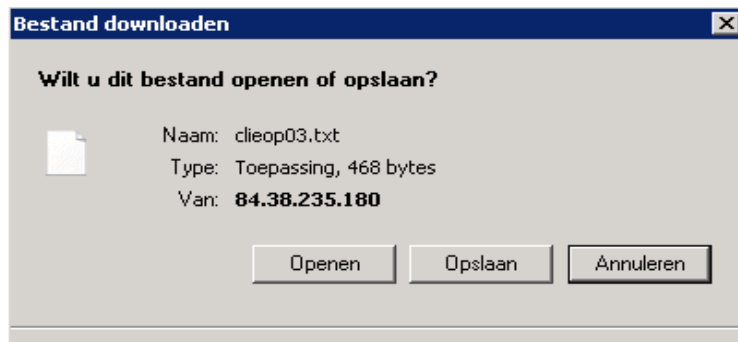 Bestand downloaden
Wilt u dit bestand openen of opslaan?
Naam: clieop03.txt
Type: Toepassing, 468 bytes
Van: 84.38.235.180
Openen Opslaan Annuleren